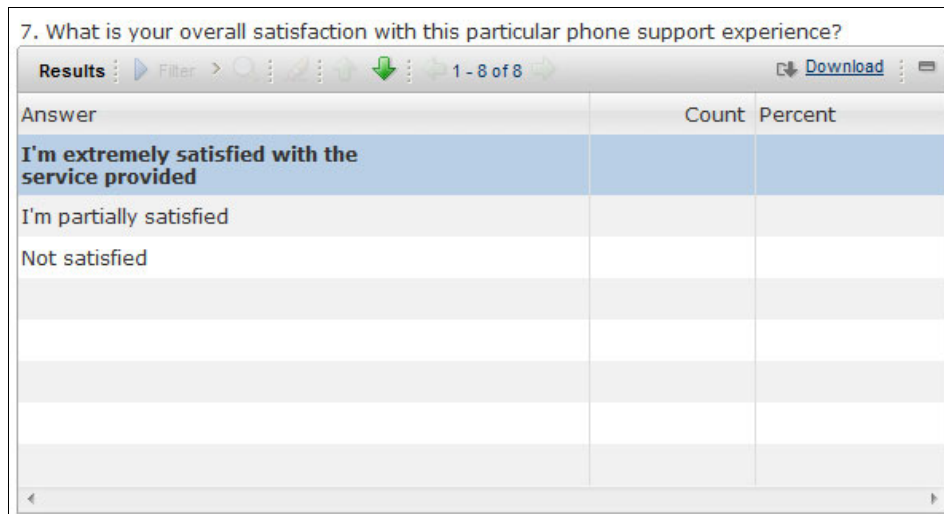 7. What is your overall satisfaction with this particular phone support experience?
Results Filter > 1 - 8 of 8 Download
Answer Count Percent
I'm extremely satisfied with the
service provided
I'm partially satisfied
Not satisfied